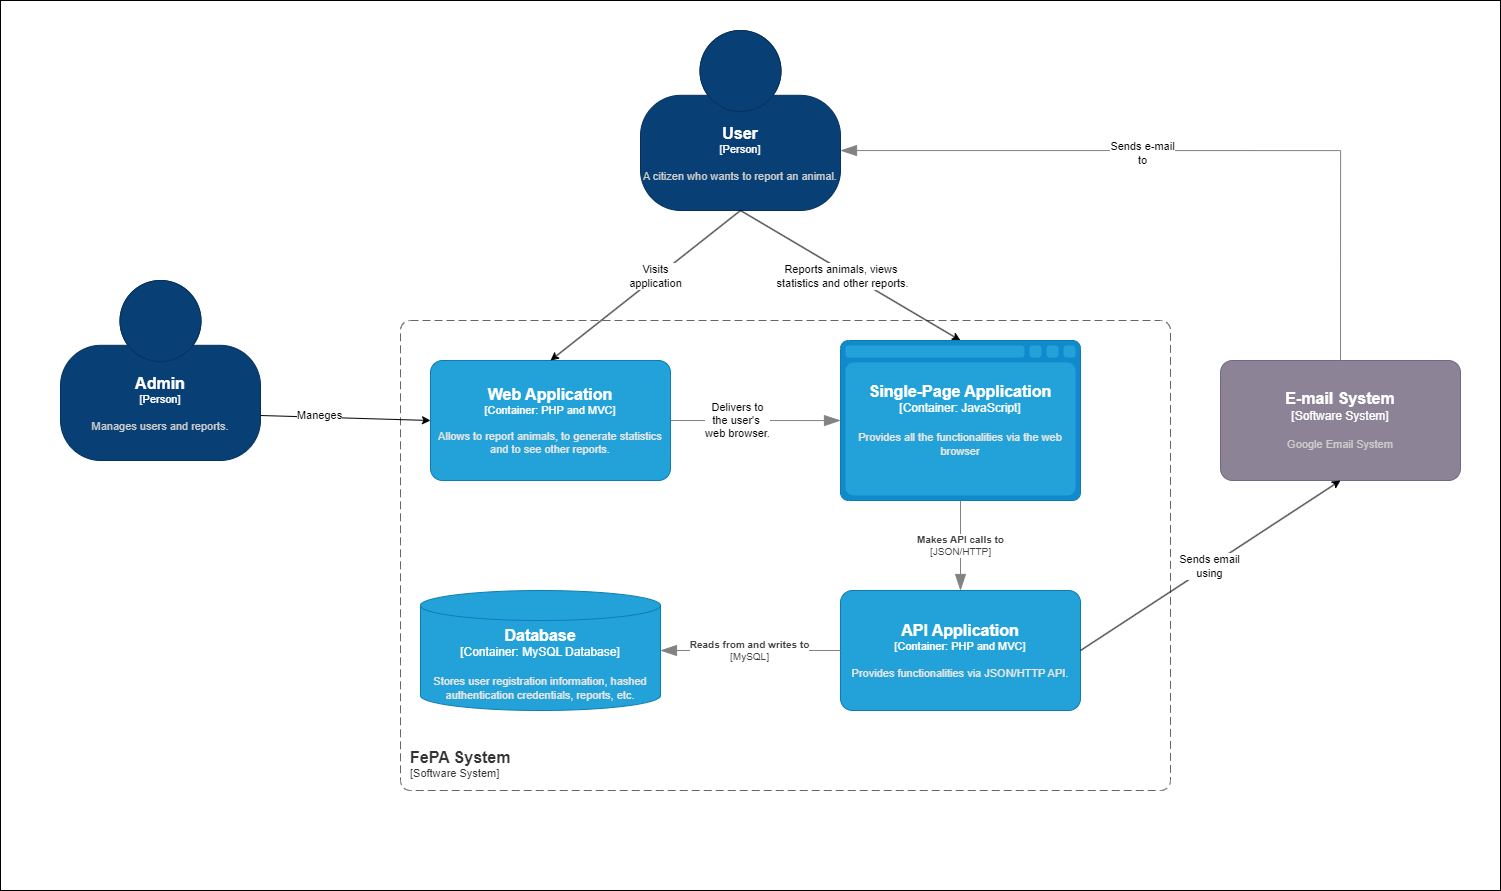 User
[Person]
A citizen who wants to report an animal.
Sends e-mail
to
Visits
application
Reports animals, views
statistics and other reports.
Admin
[Person]
Manages users and reports.
Maneges
Web Application
[Container: PHP and MVC]
Allows to report animals, to generate statistics
and to see other reports.
Delivers to
the user's
web browser.
Single-Page Application
[Container: JavaScript]
Provides all the functionalities via the web
browser
E-mail System
[Software System]
Google Email System
Makes API calls to
[JSON/HTTP]
Sends email
using
Database
[Container: MySQL Database]
Stores user registration information, hashed
authentication credentials, reports, etc.
Reads from and writes to
[MySQL]
API Application
[Container: PHP and MVC]
Provides functionalities via JSON/HTTP API.
FePA System
[Software System]